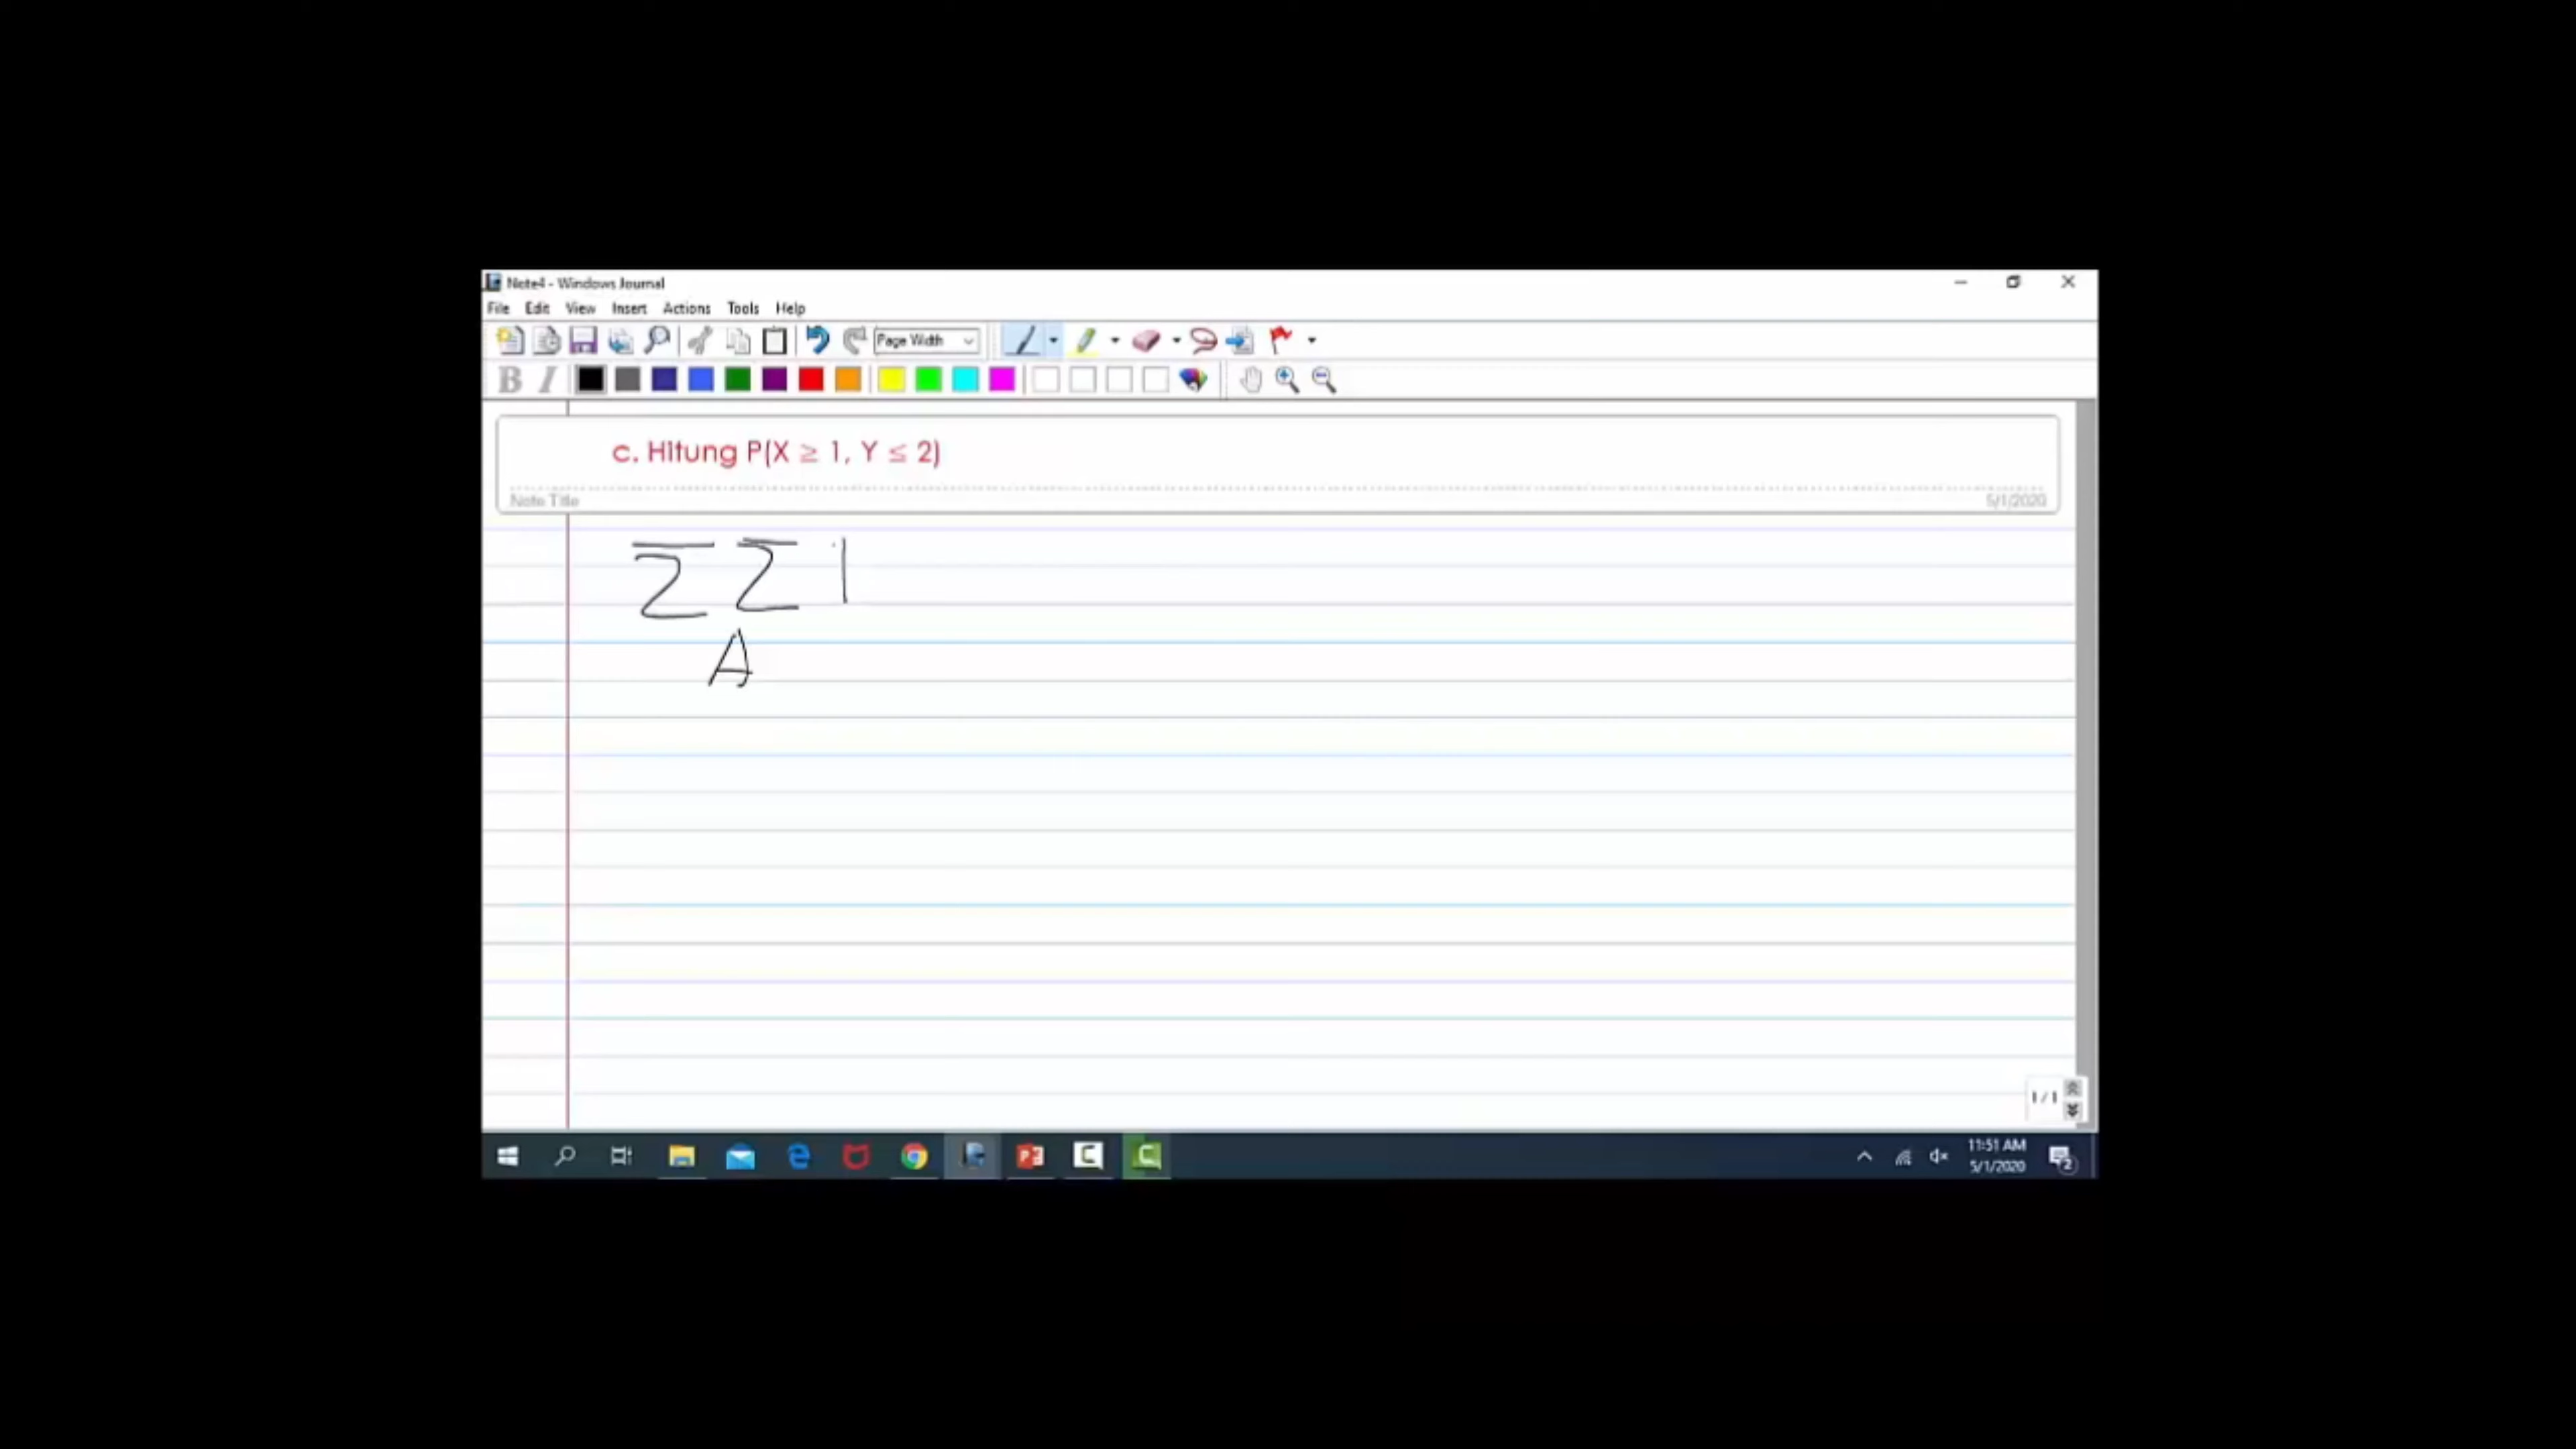 Note4 - Windows Journal
File Edit View Insert Actions Tools Help
Page Width
B I
c. Hitung P(X ≥ 1, Y ≤ 2)
Note Title 5/1/2020
Σ Σ 1
A
1 / 1
11:51 AM
5/1/2020
2